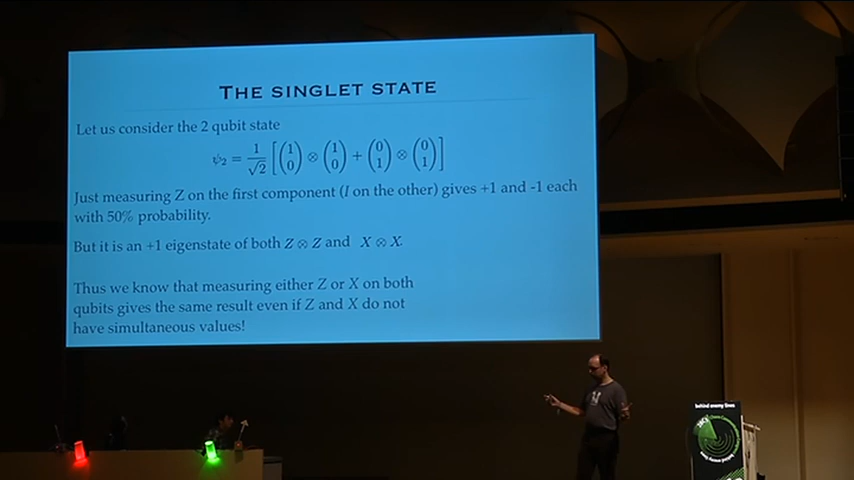 THE SINGLET STATE
Let us consider the 2 qubit state
ψ₂ = 1/√2 [(1 0) ⊗ (1 0) + (0 1) ⊗ (0 1)]
Just measuring Z on the first component (I on the other) gives +1 and -1 each
with 50% probability.
But it is an +1 eigenstate of both Z ⊗ Z and X ⊗ X.
Thus we know that measuring either Z or X on both
qubits gives the same result even if Z and X do not
have simultaneous values!
behind enemy lines